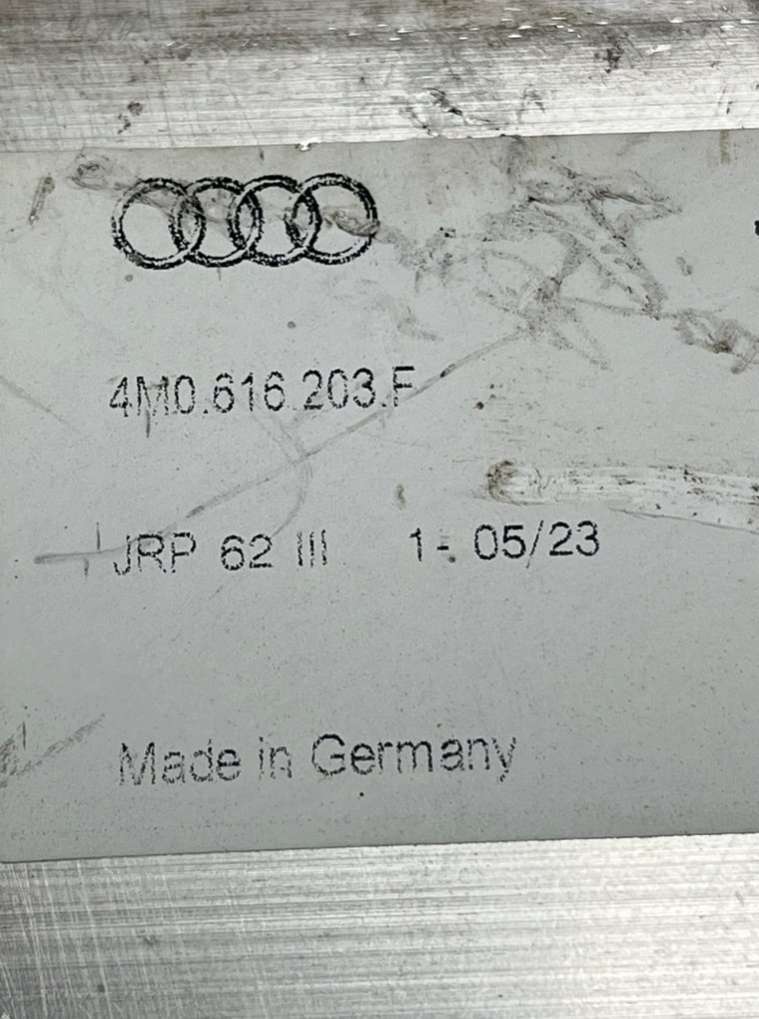 4M0.616.203.F
JRP 62 III 1-. 05/23
Made in Germany